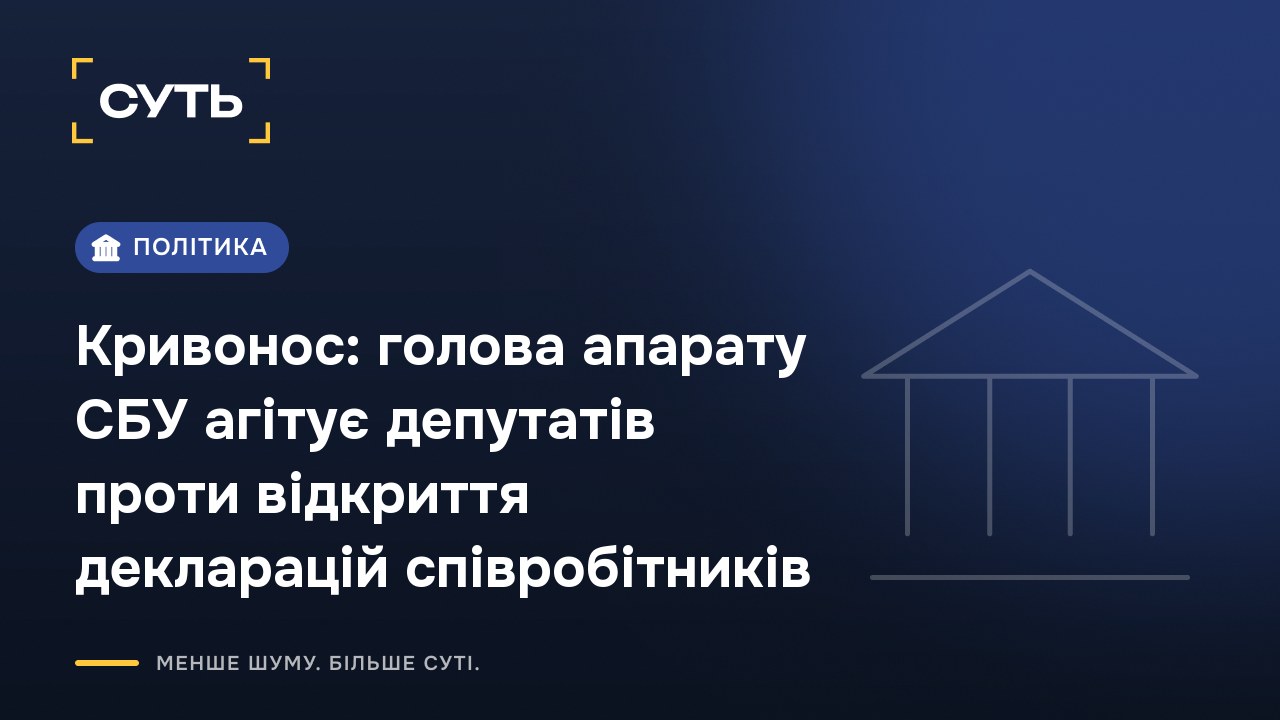 СУТЬ
ПОЛІТИКА
Кривонос: голова апарату
СБУ агітує депутатів
проти відкриття
декларацій співробітників
МЕНШЕ ШУМУ. БІЛЬШЕ СУТІ.